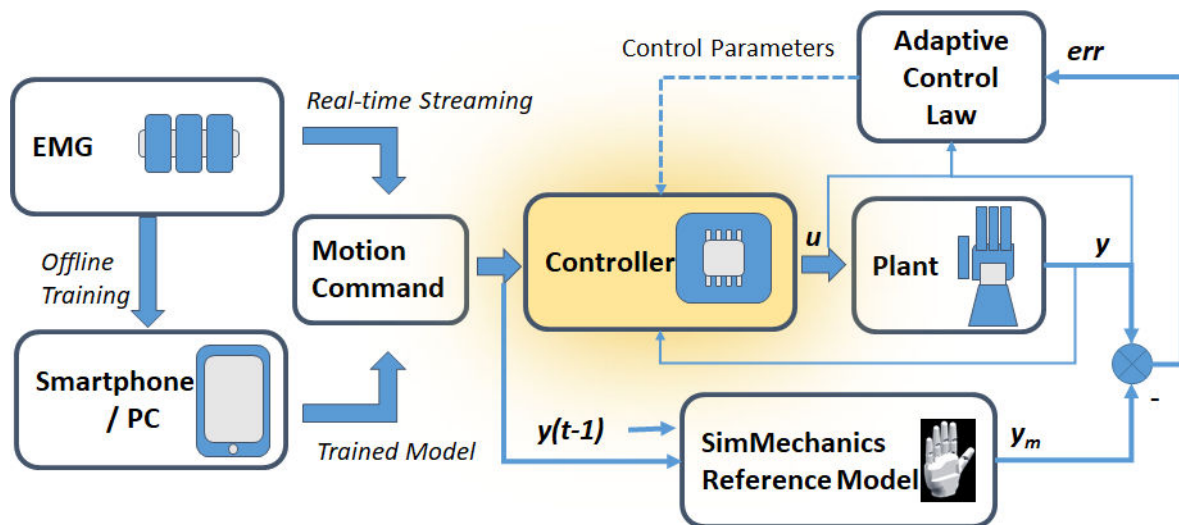 Control Parameters
Adaptive
Control
Law
err
EMG
Real-time Streaming
Offline
Training
Motion
Command
Controller
u
Plant
y
Smartphone
/ PC
Trained Model
y(t-1)
SimMechanics
Reference Model
yₘ
-